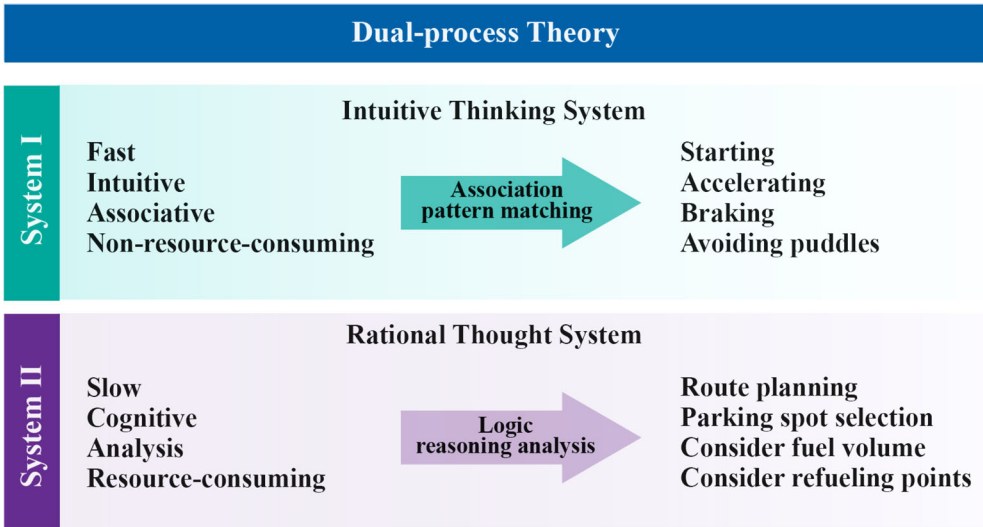 Dual-process Theory
System I
Intuitive Thinking System
Fast
Intuitive
Associative
Non-resource-consuming
Association
pattern matching
Starting
Accelerating
Braking
Avoiding puddles
System II
Rational Thought System
Slow
Cognitive
Analysis
Resource-consuming
Logic
reasoning analysis
Route planning
Parking spot selection
Consider fuel volume
Consider refueling points